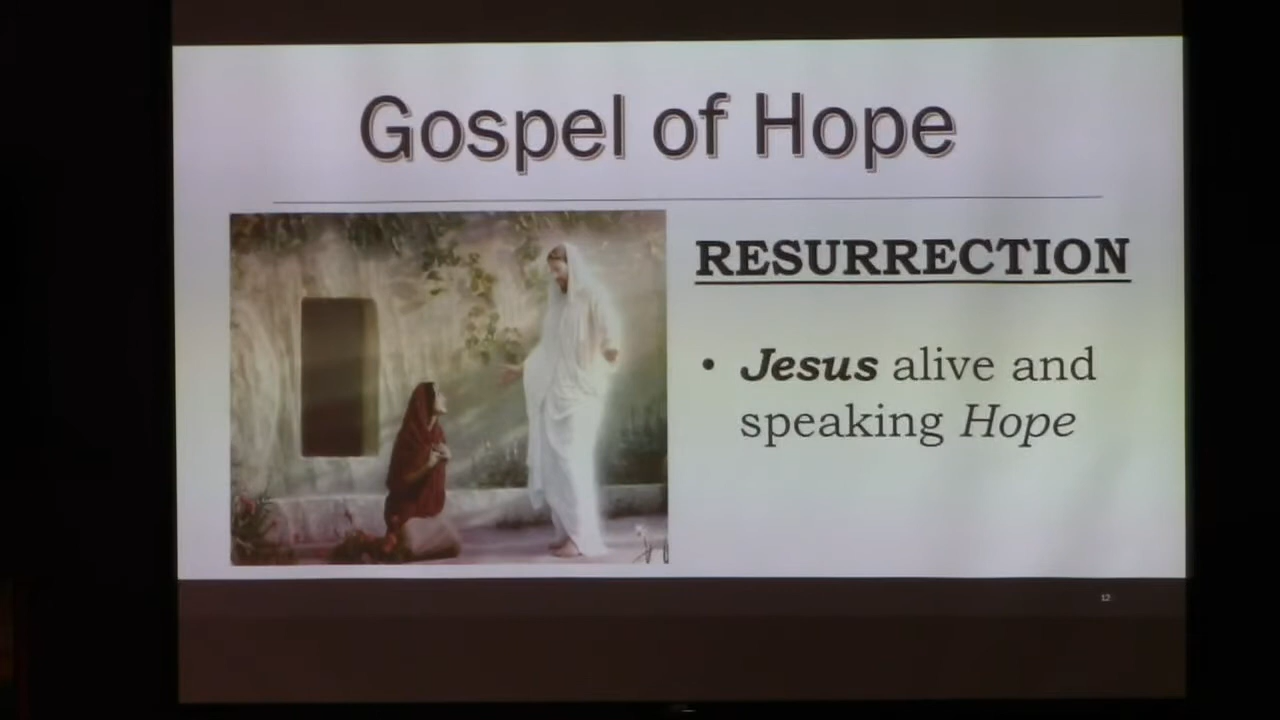 Gospel of Hope
RESURRECTION
• Jesus alive and
speaking Hope
12